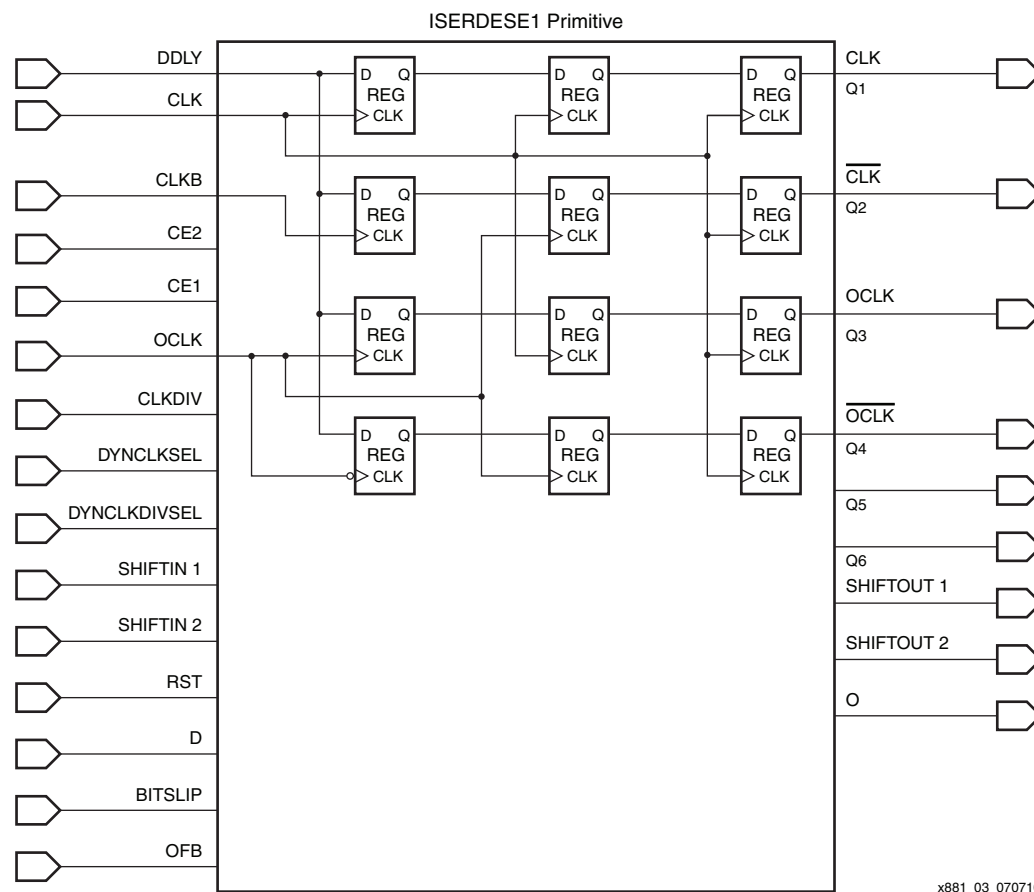 ISERDESE1 Primitive
DDLY
CLK
CLKB
CE2
CE1
OCLK
CLKDIV
DYNCLKSEL
DYNCLKDIVSEL
SHIFTIN 1
SHIFTIN 2
RST
D
BITSLIP
OFB
D Q
REG
CLK
D Q
REG
CLK
D Q
REG
CLK
D Q
REG
CLK
D Q
REG
CLK
D Q
REG
CLK
D Q
REG
CLK
D Q
REG
CLK
D Q
REG
CLK
D Q
REG
CLK
D Q
REG
CLK
D Q
REG
CLK
CLK
Q1
CLK
Q2
OCLK
Q3
OCLK
Q4
Q5
Q6
SHIFTOUT 1
SHIFTOUT 2
O